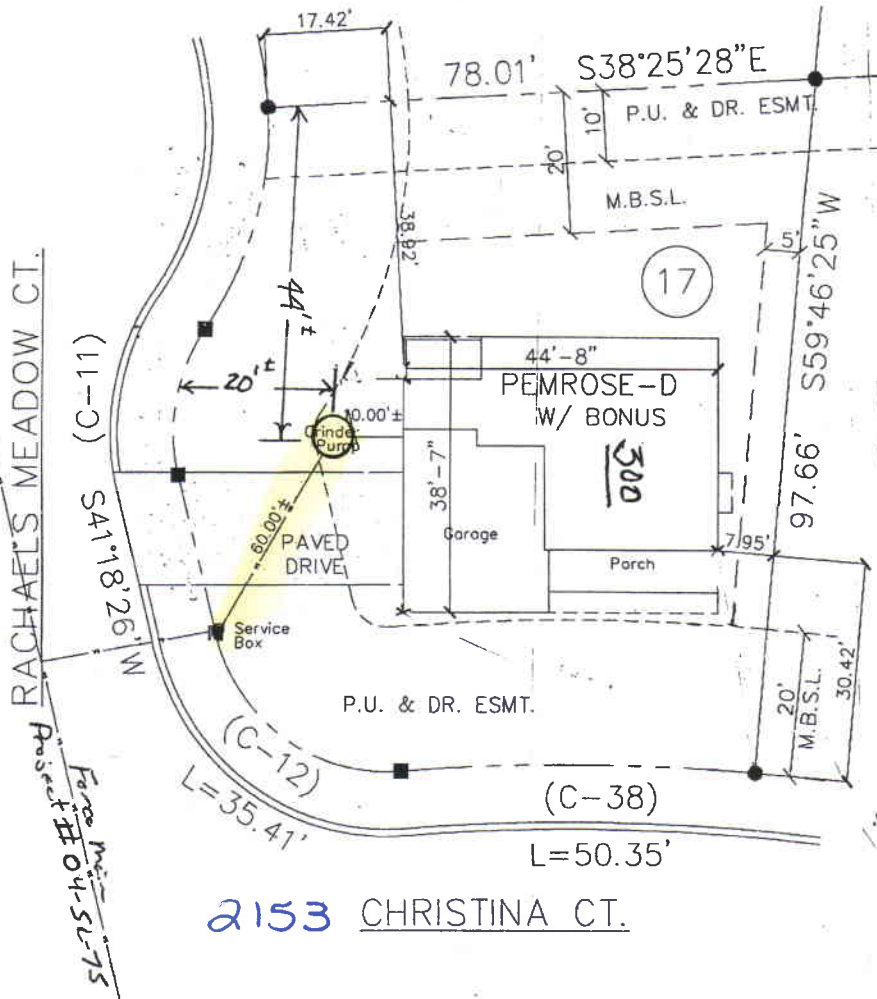 17.42'
78.01'
S38°25'28"E
P.U. & DR. ESMT.
10'
20'
M.B.S.L.
5'
S59°46'25"W
97.66'
38.92'
17
44'±
20'±
10.00'±
Grinder
Pump
44'-8"
PEMROSE-D
W/ BONUS
300
38'-7"
Garage
Porch
7.95'
60.00'±
PAVED
DRIVE
Service
Box
RACHAEL'S MEADOW CT.
(C-11)
S41°18'26"W
P.U. & DR. ESMT.
20'
M.B.S.L.
30.42'
(C-12)
L=35.41'
(C-38)
L=50.35'
Force Main
Project # 04-SL-75
2153 CHRISTINA CT.